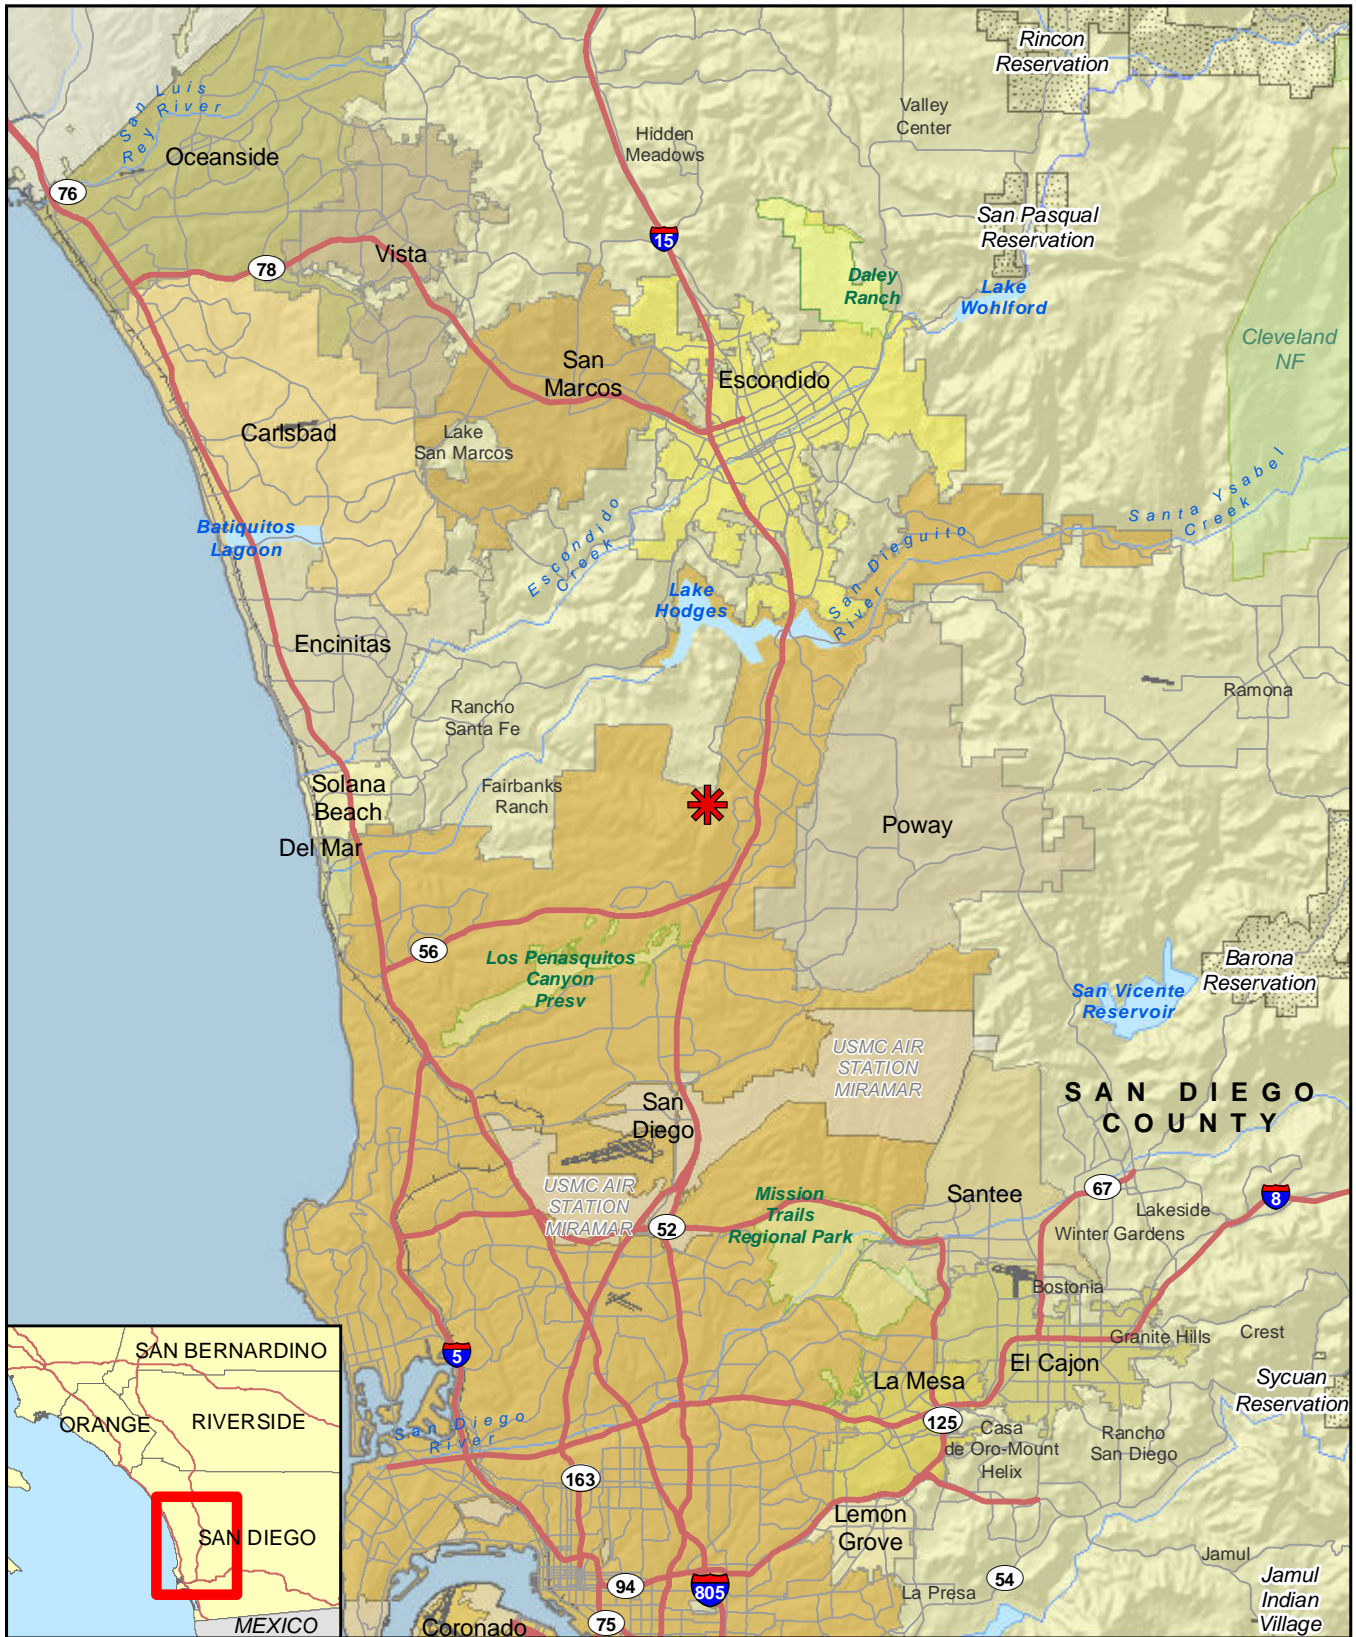 Rincon
Reservation
San Luis
Rey River
Valley
Center
Hidden
Meadows
Oceanside
76
San Pasqual
Reservation
15
Vista
78
Daley
Ranch
Lake
Wohlford
Cleveland
NF
San
Marcos
Escondido
Carlsbad
Lake
San Marcos
Santa Ysabel
Creek
Batiquitos
Lagoon
Escondido
Creek
San Dieguito
River
Lake
Hodges
Encinitas
Ramona
Rancho
Santa Fe
Solana
Beach
Fairbanks
Ranch
Poway
Del Mar
56
Los Penasquitos
Canyon
Presv
Barona
Reservation
San Vicente
Reservoir
USMC AIR
STATION
MIRAMAR
SAN DIEGO
COUNTY
San
Diego
USMC AIR
STATION
MIRAMAR
Mission
Trails
Regional Park
Santee
67
8
Lakeside
52
Winter Gardens
Bostonia
Granite Hills
Crest
5
El Cajon
La Mesa
Sycuan
Reservation
San Diego
River
125
Casa
de Oro-Mount
Helix
Rancho
San Diego
163
Lemon
Grove
Jamul
94
805
54
La Presa
Jamul
Indian
Village
75
Coronado
SAN BERNARDINO
ORANGE
RIVERSIDE
SAN DIEGO
MEXICO